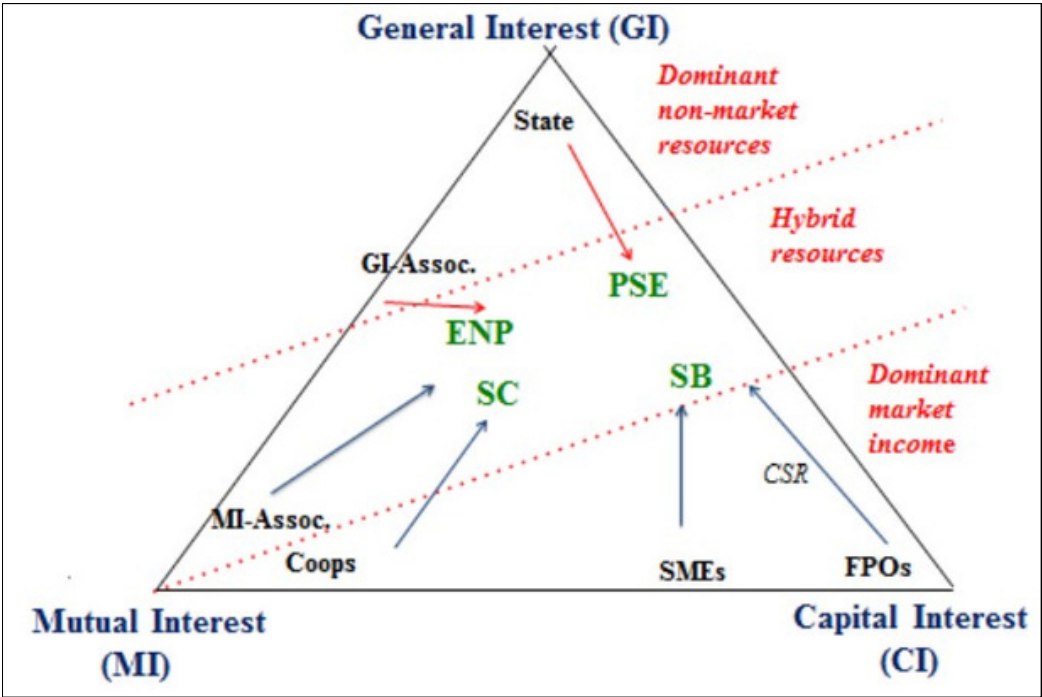 General Interest (GI)
Dominant
non-market
resources
State
Hybrid
resources
GI-Assoc.
PSE
ENP
SC
SB
Dominant
market
income
CSR
MI-Assoc.
Coops
SMEs
FPOs
Mutual Interest
(MI)
Capital Interest
(CI)